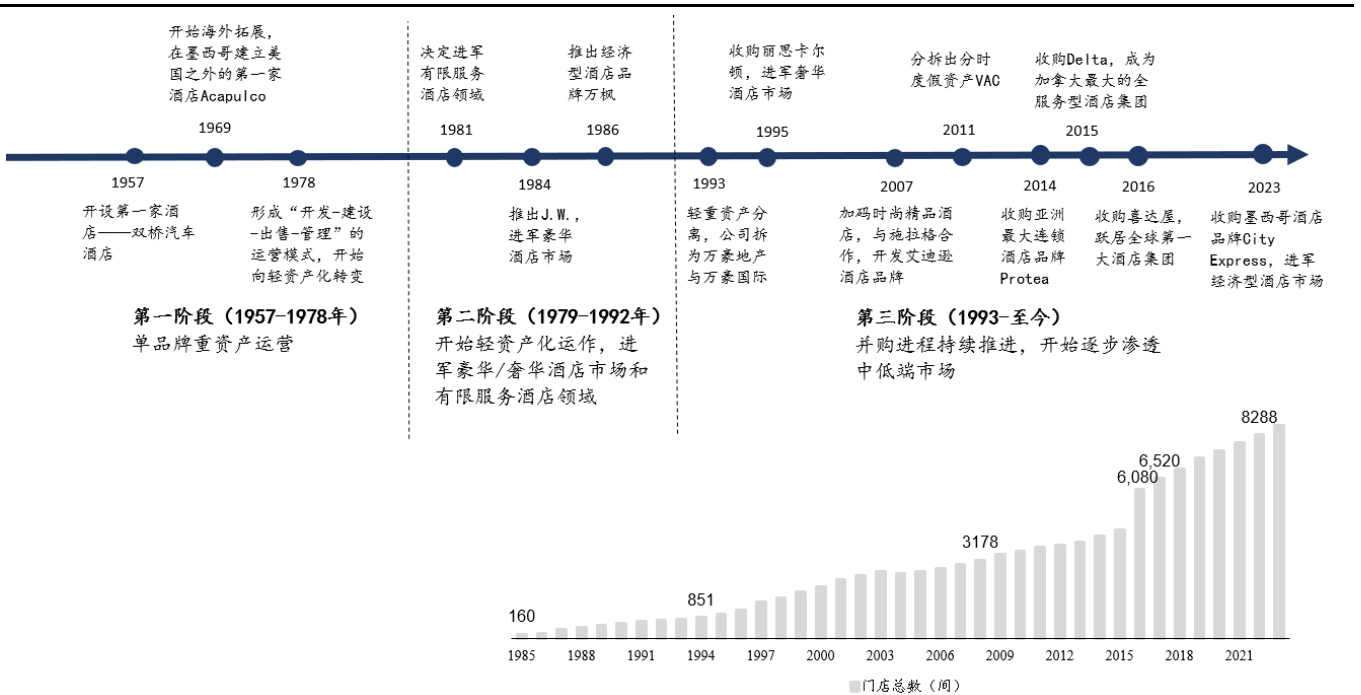 开始海外拓展，
在墨西哥建立美
国之外的第一家
酒店Acapulco
决定进军
有限服务
酒店领域
推出经济
型酒店品
牌万枫
收购丽思卡尔
顿，进军奢华
酒店市场
分拆出分时
度假资产VAC
收购Delta，成为
加拿大最大的全
服务型酒店集团
1969
1981
1986
1995
2011
2015
1957
1978
1984
1993
2007
2014
2016
2023
开设第一家酒
店——双桥汽车
酒店
形成“开发-建设
-出售-管理”的
运营模式，开始
向轻资产化转变
推出J.W.，
进军豪华
酒店市场
轻重资产分
离，公司拆
为万豪地产
与万豪国际
加码时尚精品酒
店，与施拉格合
作，开发艾迪逊
酒店品牌
收购亚洲
最大连锁
酒店品牌
Protea
收购喜达屋，
跃居全球第一
大酒店集团
收购墨西哥酒店
品牌City
Express，进军
经济型酒店市场
第一阶段（1957-1978年）
单品牌重资产运营
第二阶段（1979-1992年）
开始轻资产化运作，进
军豪华/奢华酒店市场和
有限服务酒店领域
第三阶段（1993-至今）
并购进程持续推进，开始逐步渗透
中低端市场
160
851
3178
6,080
6,520
8288
1985 1988 1991 1994 1997 2000 2003 2006 2009 2012 2015 2018 2021
门店总数（间）